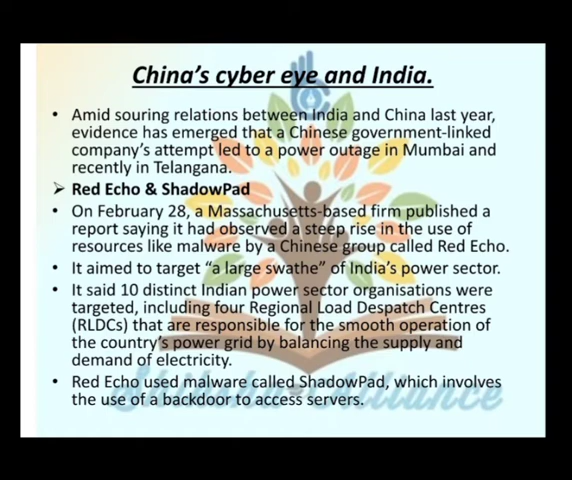 China's cyber eye and India.
• Amid souring relations between India and China last year,
evidence has emerged that a Chinese government-linked
company's attempt led to a power outage in Mumbai and
recently in Telangana.
➢ Red Echo & ShadowPad
• On February 28, a Massachusetts-based firm published a
report saying it had observed a steep rise in the use of
resources like malware by a Chinese group called Red Echo.
• It aimed to target “a large swathe” of India's power sector.
• It said 10 distinct Indian power sector organisations were
targeted, including four Regional Load Despatch Centres
(RLDCs) that are responsible for the smooth operation of
the country's power grid by balancing the supply and
demand of electricity.
• Red Echo used malware called ShadowPad, which involves
the use of a backdoor to access servers.